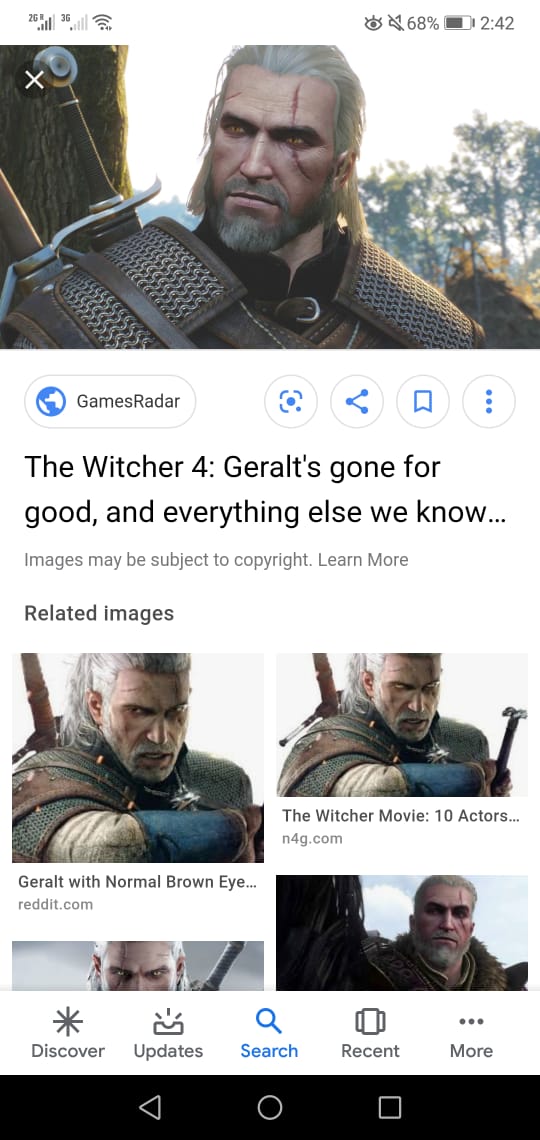 2G R 3G 68% 2:42
GamesRadar
The Witcher 4: Geralt's gone for
good, and everything else we know...
Images may be subject to copyright. Learn More
Related images
The Witcher Movie: 10 Actors...
n4g.com
Geralt with Normal Brown Eye...
reddit.com
Discover Updates Search Recent More